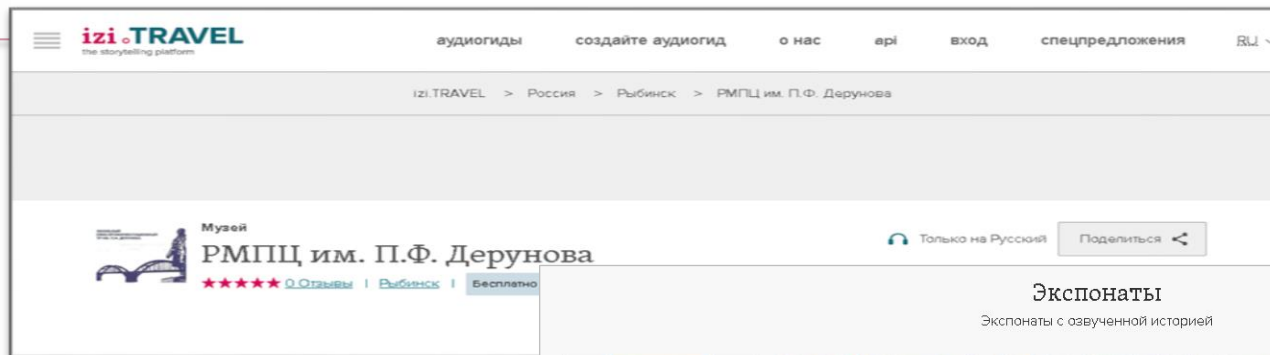 izi.TRAVEL
the storytelling platform
аудиогиды создайте аудиогид о нас api вход спецпредложения RU
izi.TRAVEL > Россия > Рыбинск > РМПЦ им. П.Ф. Дерунова
Музей
РМПЦ им. П.Ф. Дерунова
0 Отзывы | Рыбинск | Бесплатно
Только на Русский Поделиться
Экспонаты
Экспонаты с озвученной историей